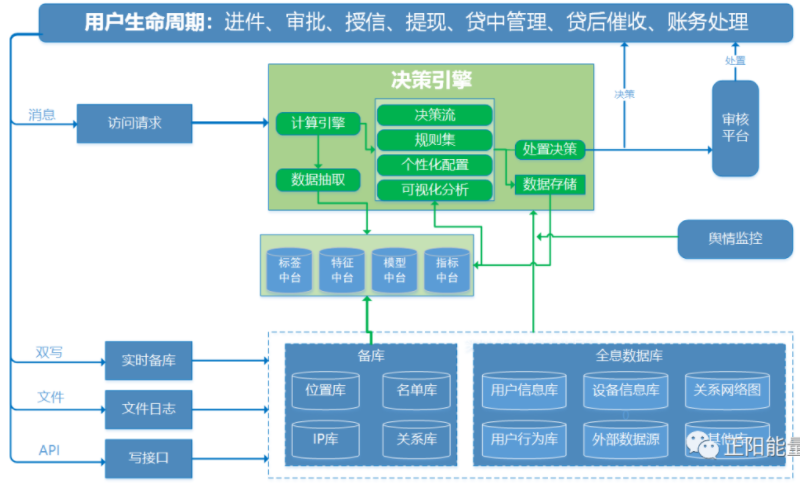 用户生命周期：进件、审批、授信、提现、贷中管理、贷后催收、账务处理
处置
决策引擎
决策
消息
访问请求
计算引擎
决策流
规则集
个性化配置
可视化分析
数据抽取
处置决策
数据存储
审核
平台
舆情监控
标签
中台
特征
中台
模型
中台
指标
中台
双写
实时备库
文件
文件日志
API
写接口
备库
位置库
名单库
IP库
关系库
全息数据库
用户信息库
设备信息库
关系网络图
用户行为库
外部数据源
其他库
正阳能量